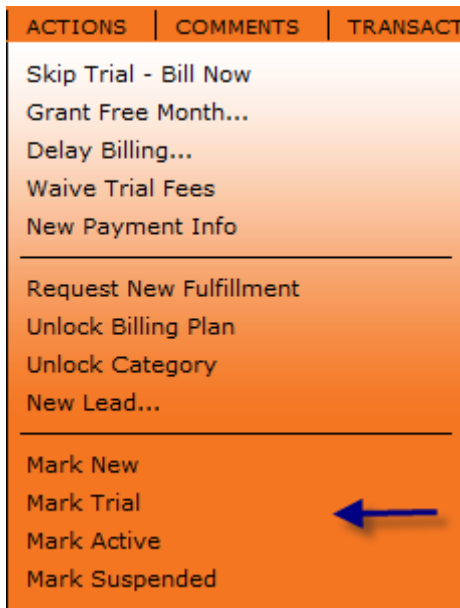 ACTIONS COMMENTS TRANSACT
Skip Trial - Bill Now
Grant Free Month...
Delay Billing...
Waive Trial Fees
New Payment Info
Request New Fulfillment
Unlock Billing Plan
Unlock Category
New Lead...
Mark New
Mark Trial
Mark Active
Mark Suspended